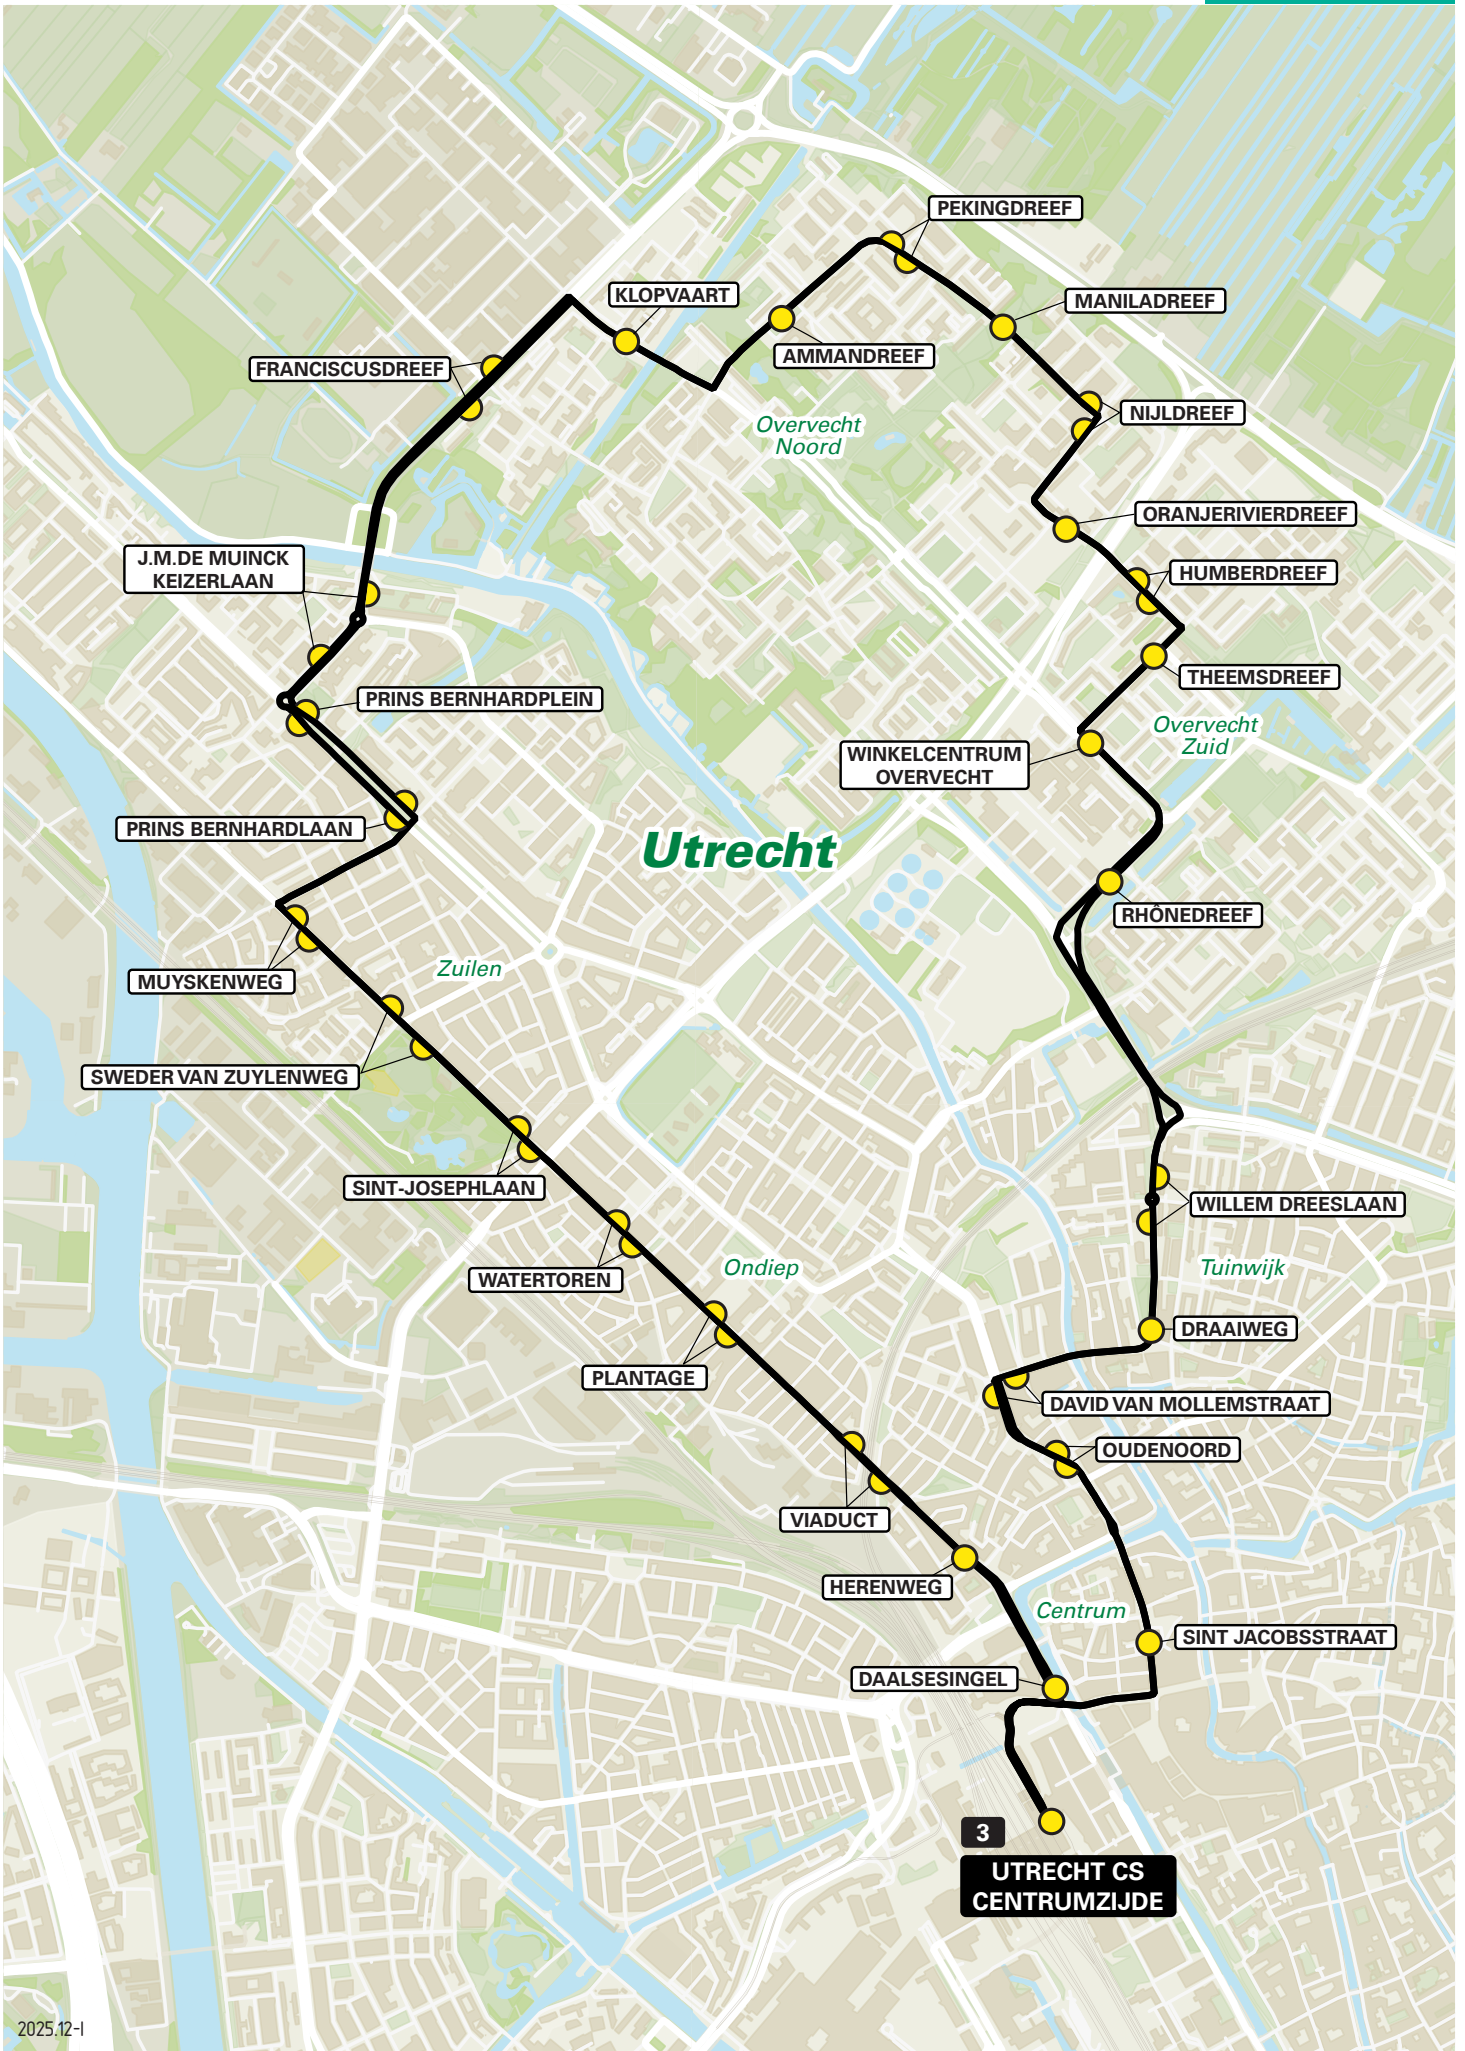 PEKINGDREEF
KLOPVAART
MANILADREEF
AMMANDREEF
FRANCISCUSDREEF
NIJLDREEF
Overvecht
Noord
ORANJERIVIERDREEF
J.M.DE MUINCK
KEIZERLAAN
HUMBERDREEF
THEEMSDREEF
PRINS BERNHARDPLEIN
Overvecht
Zuid
WINKELCENTRUM
OVERVECHT
PRINS BERNHARDLAAN
Utrecht
RHÔNEDREEF
Zuilen
MUYSKENWEG
SWEDER VAN ZUYLENWEG
SINT-JOSEPHLAAN
WILLEM DREESLAAN
Ondiep
Tuinwijk
WATERTOREN
DRAAIWEG
PLANTAGE
DAVID VAN MOLLEMSTRAAT
OUDENOORD
VIADUCT
HERENWEG
Centrum
SINT JACOBSSTRAAT
DAALSESINGEL
3
UTRECHT CS
CENTRUMZIJDE
2025.12-I